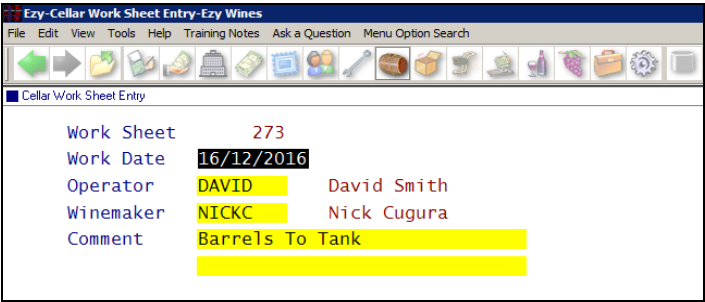 Ezy-Cellar Work Sheet Entry-Ezy Wines
File Edit View Tools Help Training Notes Ask a Question Menu Option Search
Cellar Work Sheet Entry
Work Sheet 273
Work Date 16/12/2016
Operator DAVID David Smith
Winemaker NICKC Nick Cugura
Comment Barrels To Tank